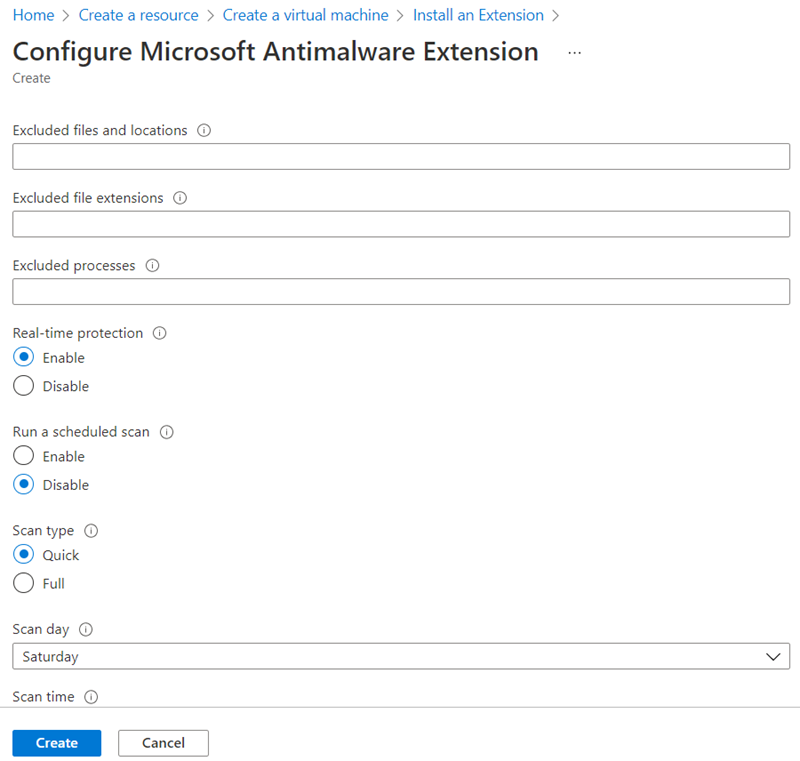 Home > Create a resource > Create a virtual machine > Install an Extension >
Configure Microsoft Antimalware Extension ...
Create
Excluded files and locations
Excluded file extensions
Excluded processes
Real-time protection
Enable
Disable
Run a scheduled scan
Enable
Disable
Scan type
Quick
Full
Scan day
Saturday
Scan time
Create Cancel